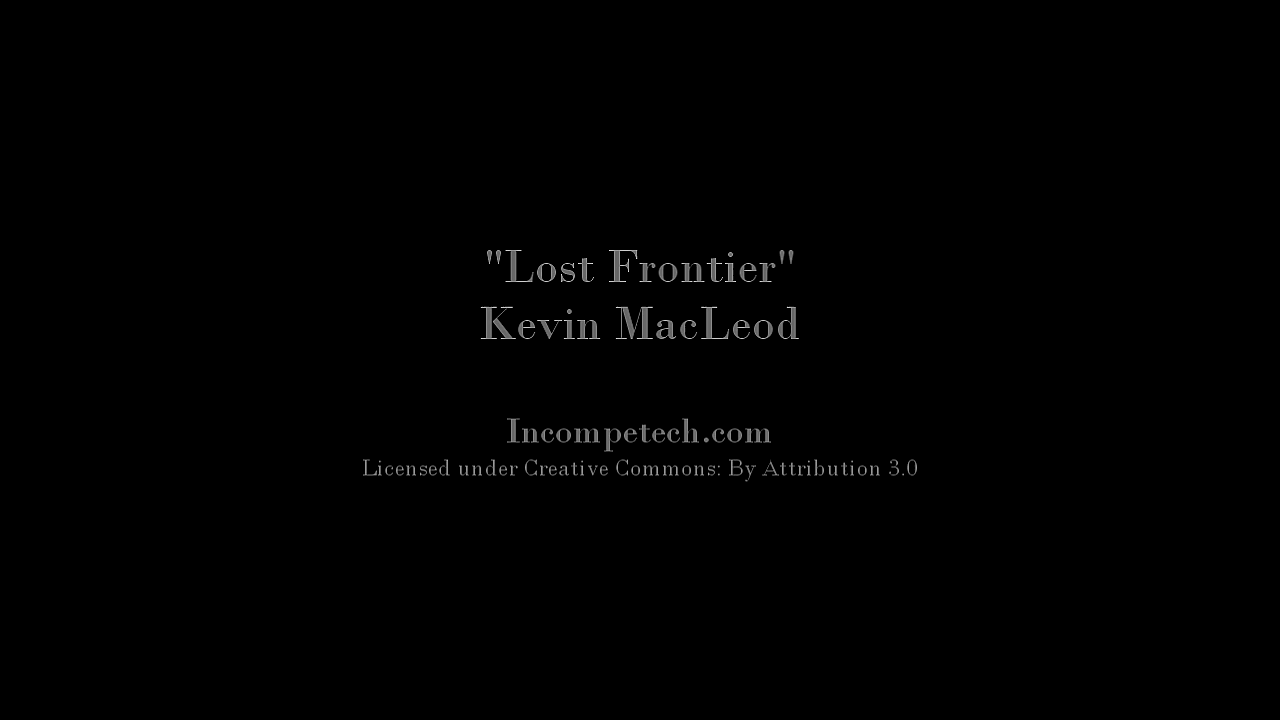 "Lost Frontier"
Kevin MacLeod
Incompetech.com
Licensed under Creative Commons: By Attribution 3.0